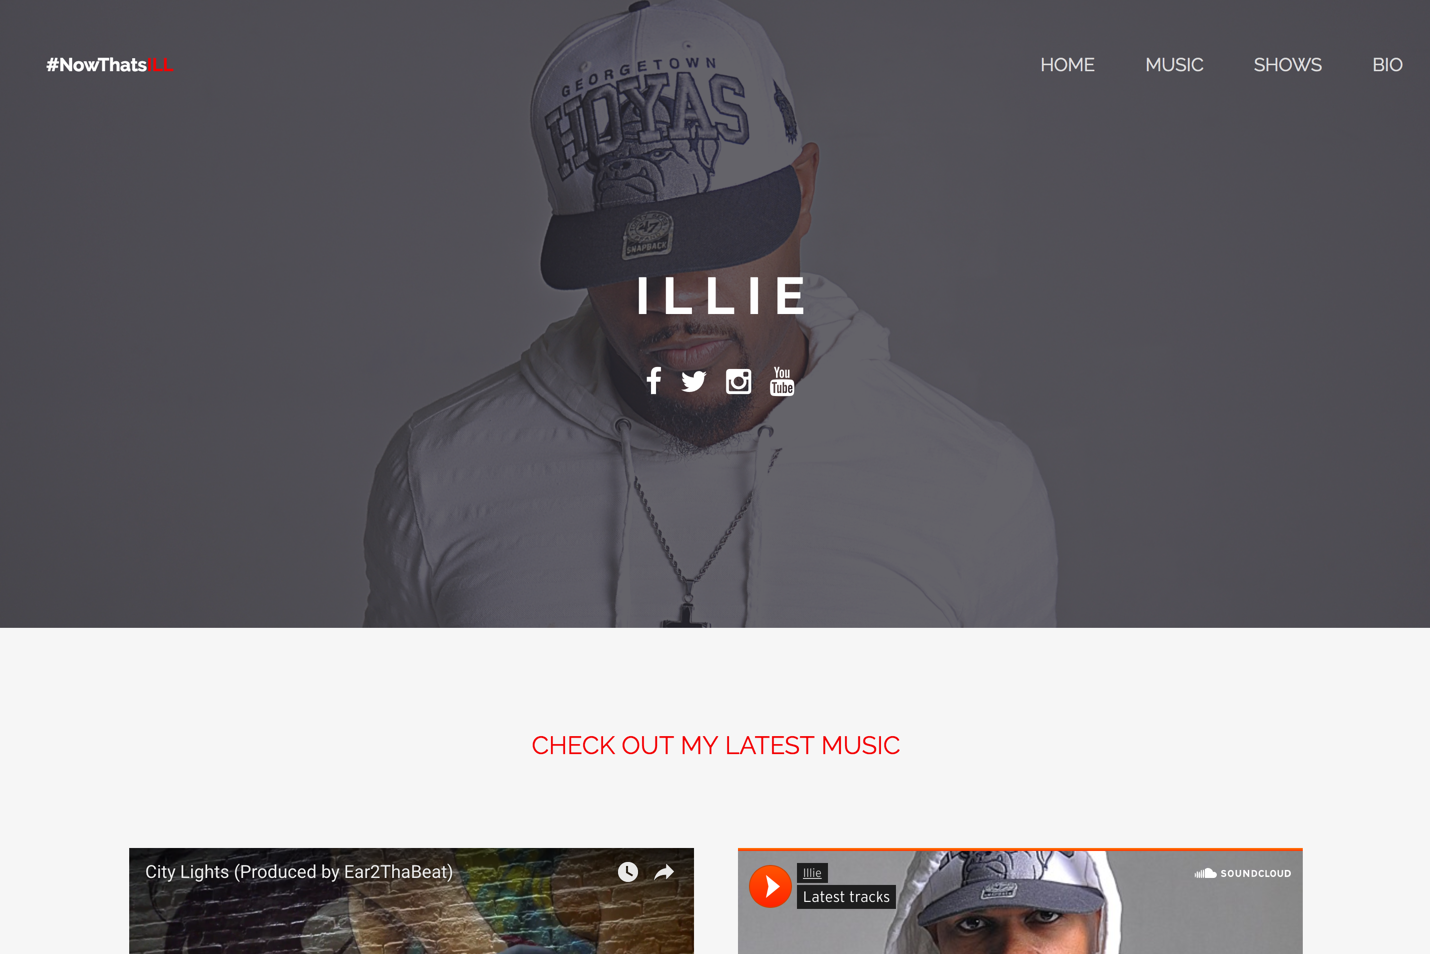 #NowThatsILL
HOME MUSIC SHOWS BIO
GEORGETOWN
HOYAS
47
SNAPBACK
ILLIE
You
Tube
CHECK OUT MY LATEST MUSIC
City Lights (Produced by Ear2ThaBeat)
Illie
Latest tracks
SOUNDCLOUD